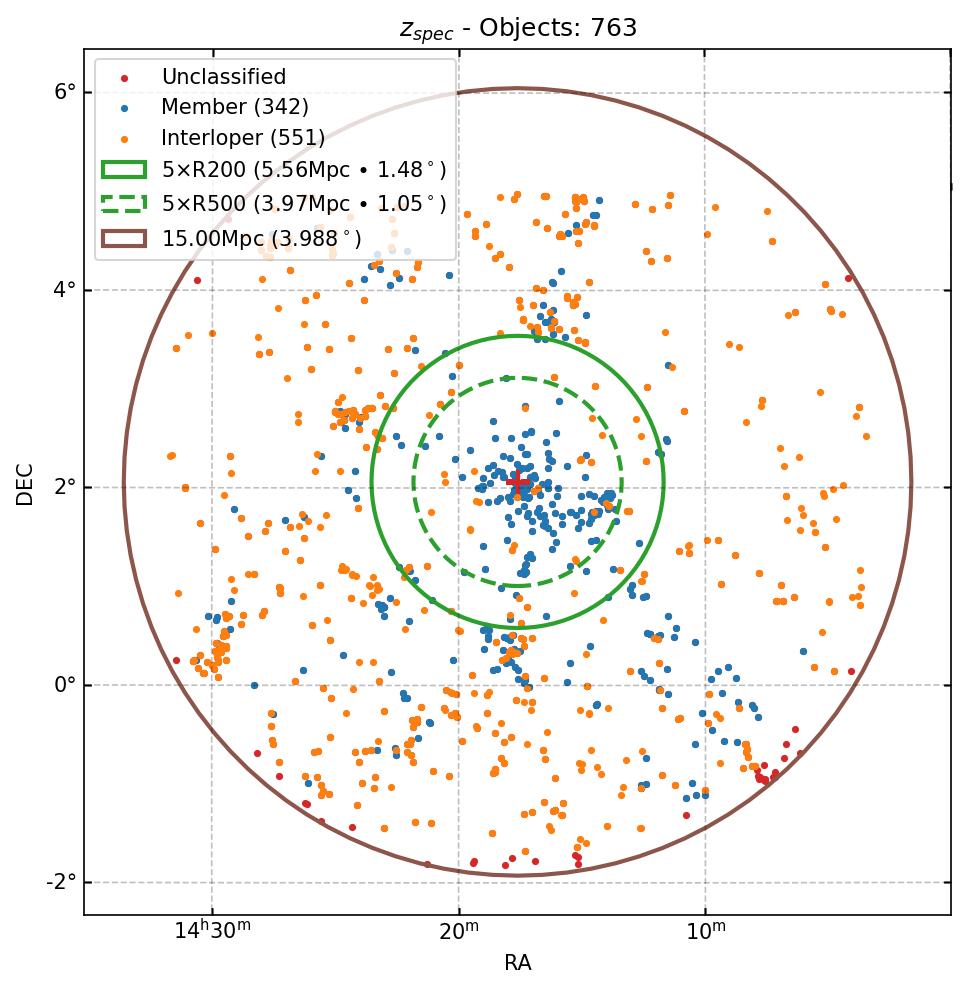 z_spec - Objects: 763
Unclassified
Member (342)
Interloper (551)
5×R200 (5.56Mpc • 1.48°)
5×R500 (3.97Mpc • 1.05°)
15.00Mpc (3.988°)
6°
4°
2°
0°
-2°
DEC
14h30m
20m
10m
RA